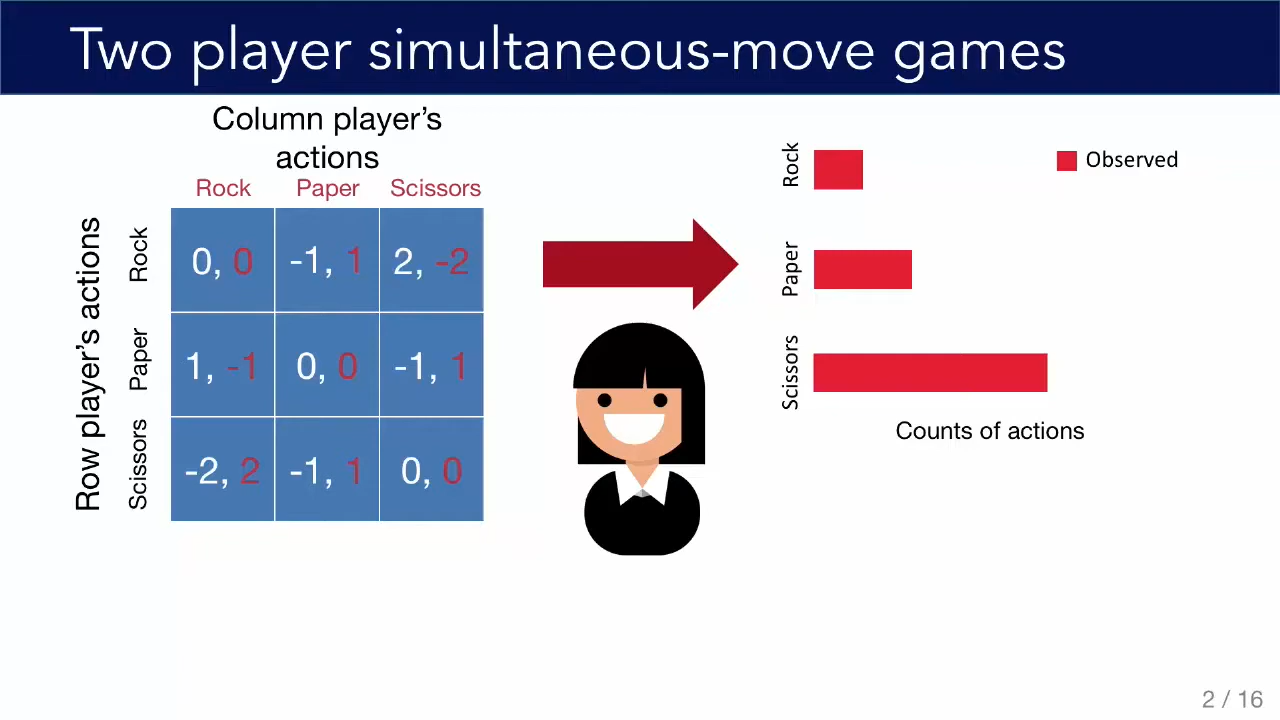 Two player simultaneous-move games
Column player's
actions
Rock Paper Scissors
Row player's actions
Rock
0, 0 -1, 1 2, -2
Paper
1, -1 0, 0 -1, 1
Scissors
-2, 2 -1, 1 0, 0
Rock
Paper
Scissors
Observed
Counts of actions
2 / 16